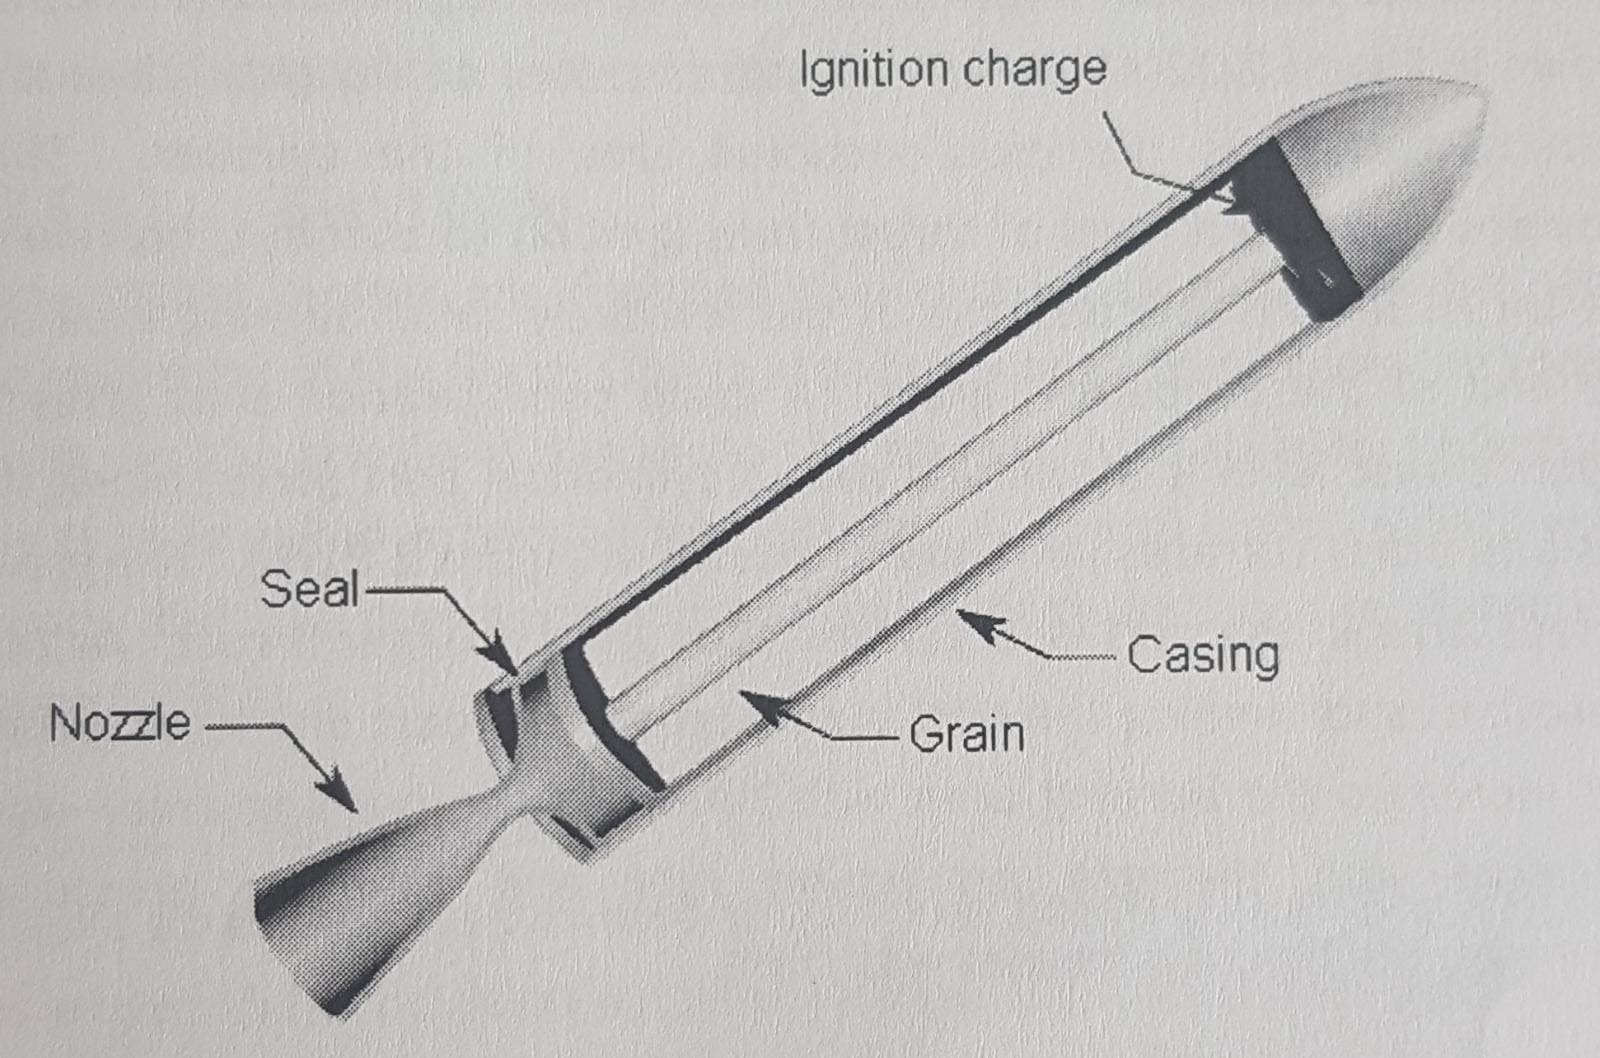 Ignition charge
Seal
Casing
Nozzle
Grain